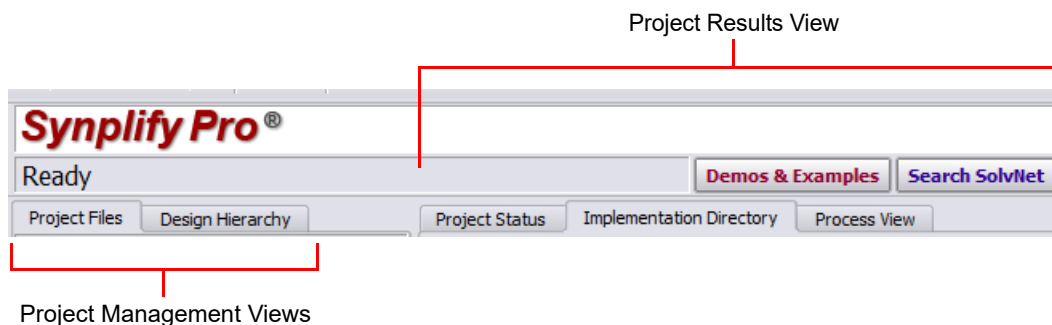 Project Results View
Synplify Pro®
Ready
Demos & Examples
Search SolvNet
Project Files
Design Hierarchy
Project Status
Implementation Directory
Process View
Project Management Views